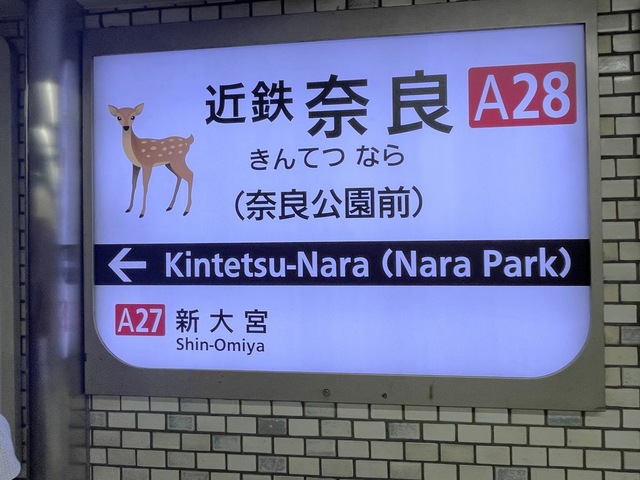 近鉄奈良 A28
きんてつ なら
(奈良公園前)
← Kintetsu-Nara (Nara Park)
A27 新大宮
Shin-Omiya